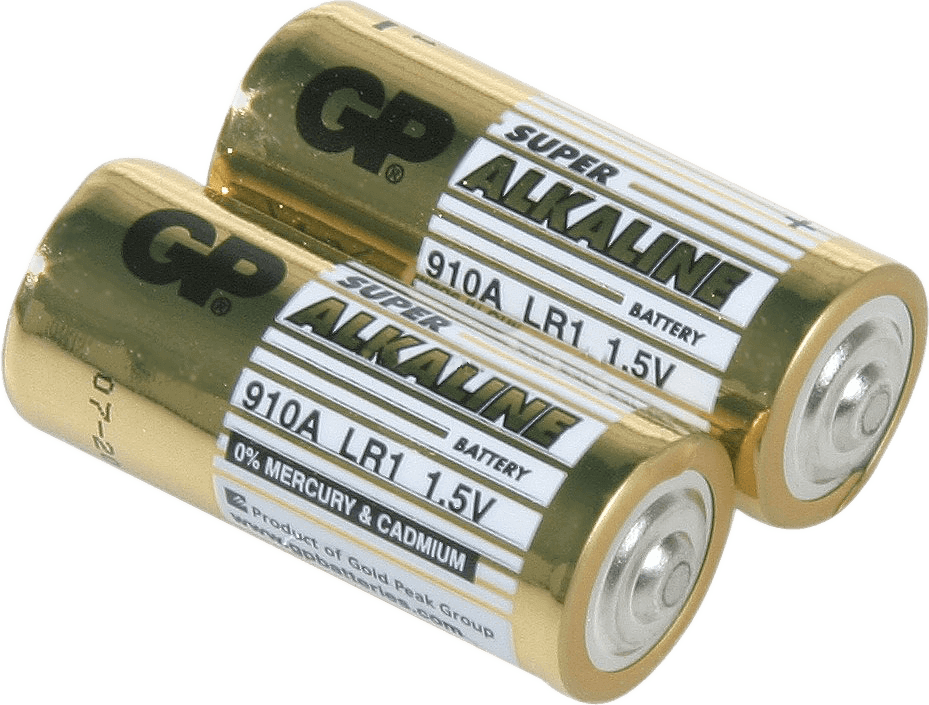 GP®
SUPER
ALKALINE
910A LR1 1.5V
BATTERY
+
GP®
SUPER
ALKALINE
910A LR1 1.5V
BATTERY
0% MERCURY & CADMIUM
Product of Gold Peak Group
www.gpbatteries.com